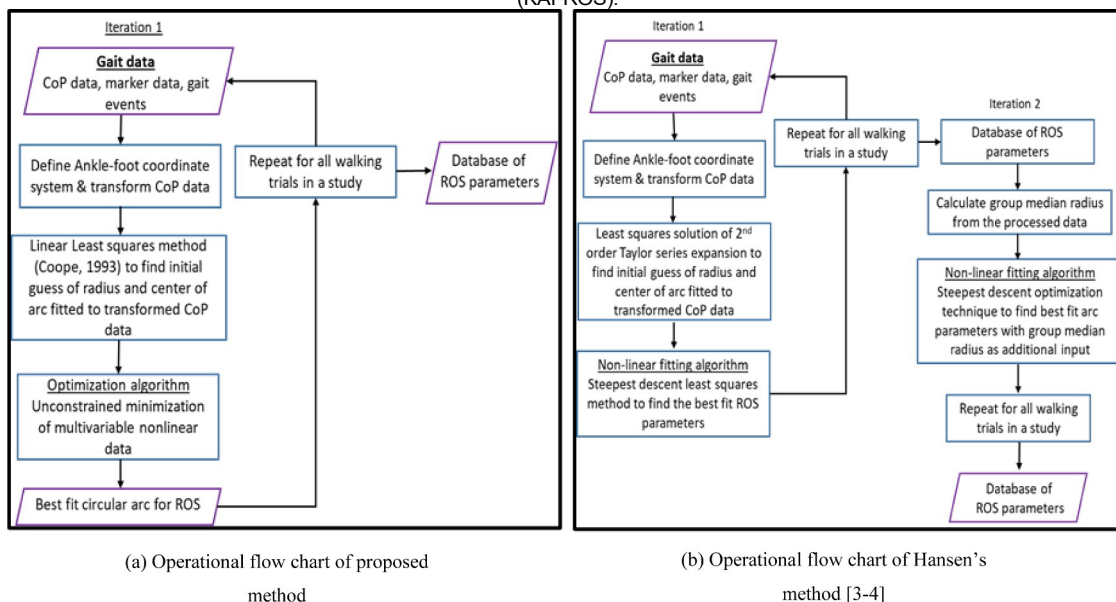 (KAFROS).
Iteration 1
Gait data
CoP data, marker data, gait
events
Define Ankle-foot coordinate
system & transform CoP data
Linear Least squares method
(Coope, 1993) to find initial
guess of radius and center of
arc fitted to transformed CoP
data
Optimization algorithm
Unconstrained minimization
of multivariable nonlinear
data
Best fit circular arc for ROS
Repeat for all walking
trials in a study
Database of
ROS parameters
(a) Operational flow chart of proposed
method
Iteration 1
Gait data
CoP data, marker data, gait
events
Define Ankle-foot coordinate
system & transform CoP data
Least squares solution of 2nd
order Taylor series expansion to
find initial guess of radius and
center of arc fitted to
transformed CoP data
Non-linear fitting algorithm
Steepest descent least squares
method to find the best fit ROS
parameters
Repeat for all walking
trials in a study
Iteration 2
Database of ROS
parameters
Calculate group median radius
from the processed data
Non-linear fitting algorithm
Steepest descent optimization
technique to find best fit arc
parameters with group median
radius as additional input
Repeat for all walking
trials in a study
Database of
ROS parameters
(b) Operational flow chart of Hansen's
method [3-4]